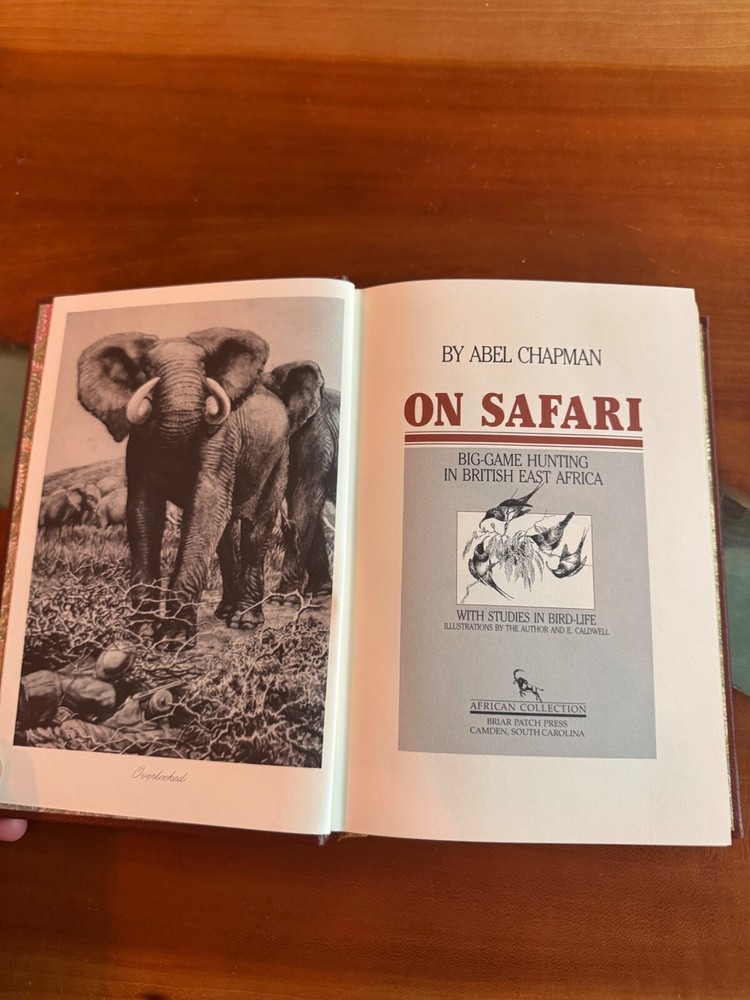 Overlooked.
BY ABEL CHAPMAN
ON SAFARI
BIG-GAME HUNTING
IN BRITISH EAST AFRICA
WITH STUDIES IN BIRD-LIFE
ILLUSTRATIONS BY THE AUTHOR AND E. CALDWELL
AFRICAN COLLECTION
BRIAR PATCH PRESS
CAMDEN, SOUTH CAROLINA